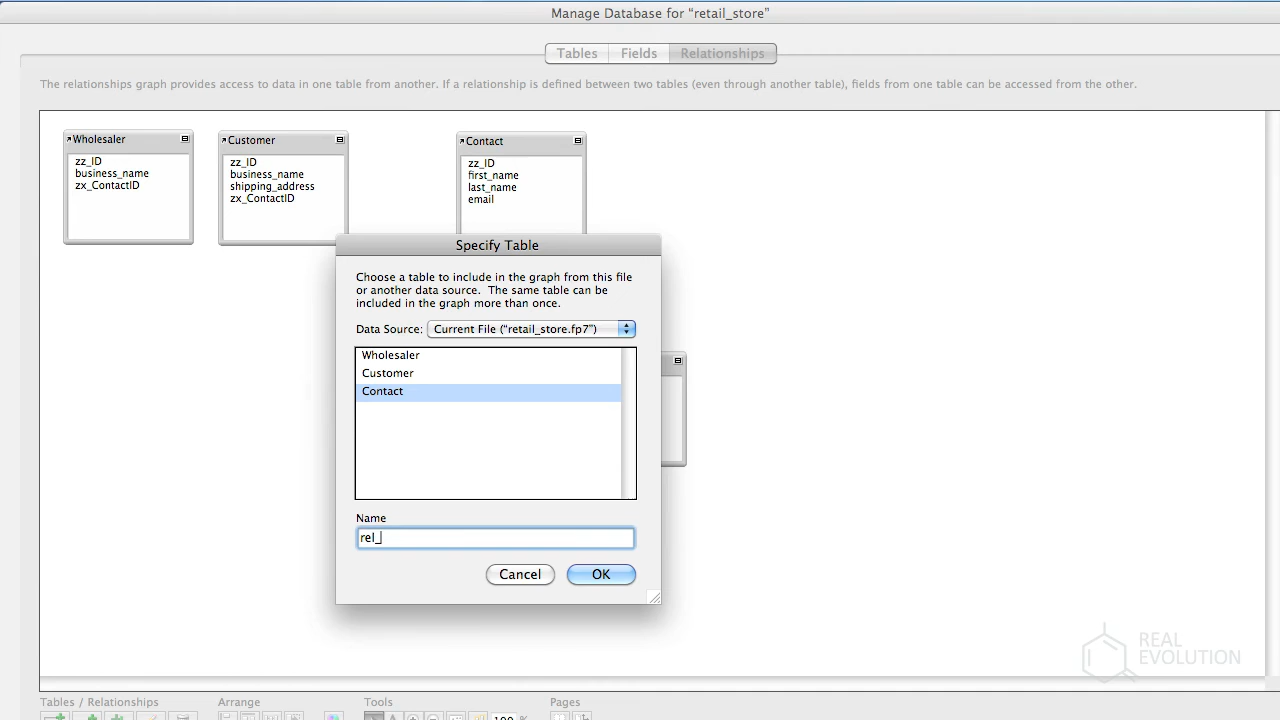 Manage Database for “retail_store”
Tables Fields Relationships
The relationships graph provides access to data in one table from another. If a relationship is defined between two tables (even through another table), fields from one table can be accessed from the other.
Wholesaler
zz_ID
business_name
zx_ContactID
Customer
zz_ID
business_name
shipping_address
zx_ContactID
Contact
zz_ID
first_name
last_name
email
Specify Table
Choose a table to include in the graph from this file
or another data source. The same table can be
included in the graph more than once.
Data Source: Current File (“retail_store.fp7”)
Wholesaler
Customer
Contact
Name
rel_
Cancel OK
REAL
EVOLUTION
Tables / Relationships Arrange Tools Pages
100 %